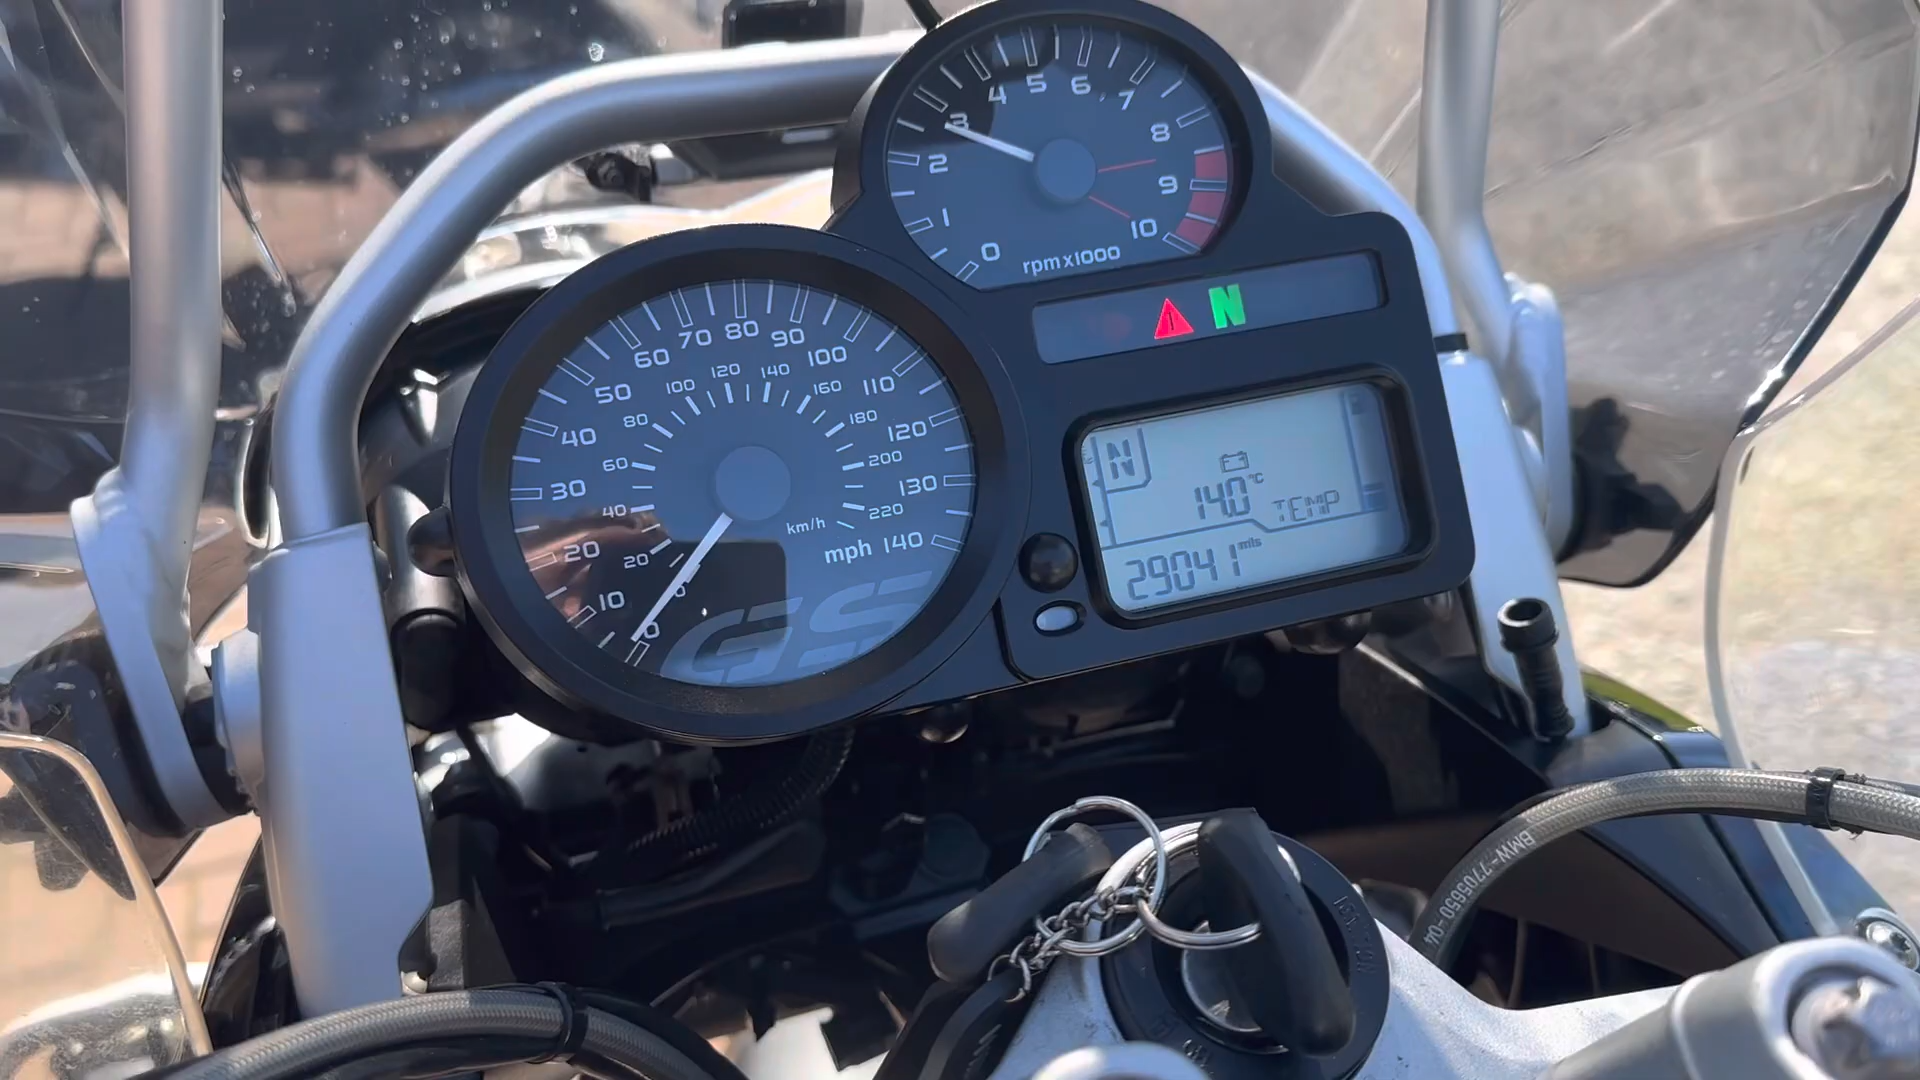 0 1 2 3 4 5 6 7 8 9 10
rpm x1000
N
0 10 20 30 40 50 60 70 80 90 100 110 120 130 140
mph
20 40 60 80 100 120 140 160 180 200 220
km/h
GS
N
14.0 °C TEMP
29041 mls
BMW-7705650-04